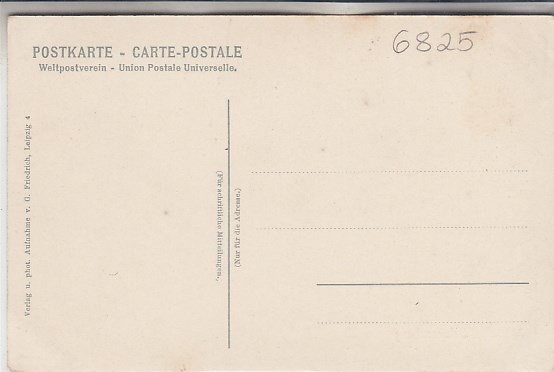 POSTKARTE - CARTE-POSTALE
6825
Weltpostverein - Union Postale Universelle.
Verlag u. phot. Aufnahme v. G. Friedrich, Leipzig 4
(Für schriftliche Mitteilungen.)
(Nur für die Adresse.)